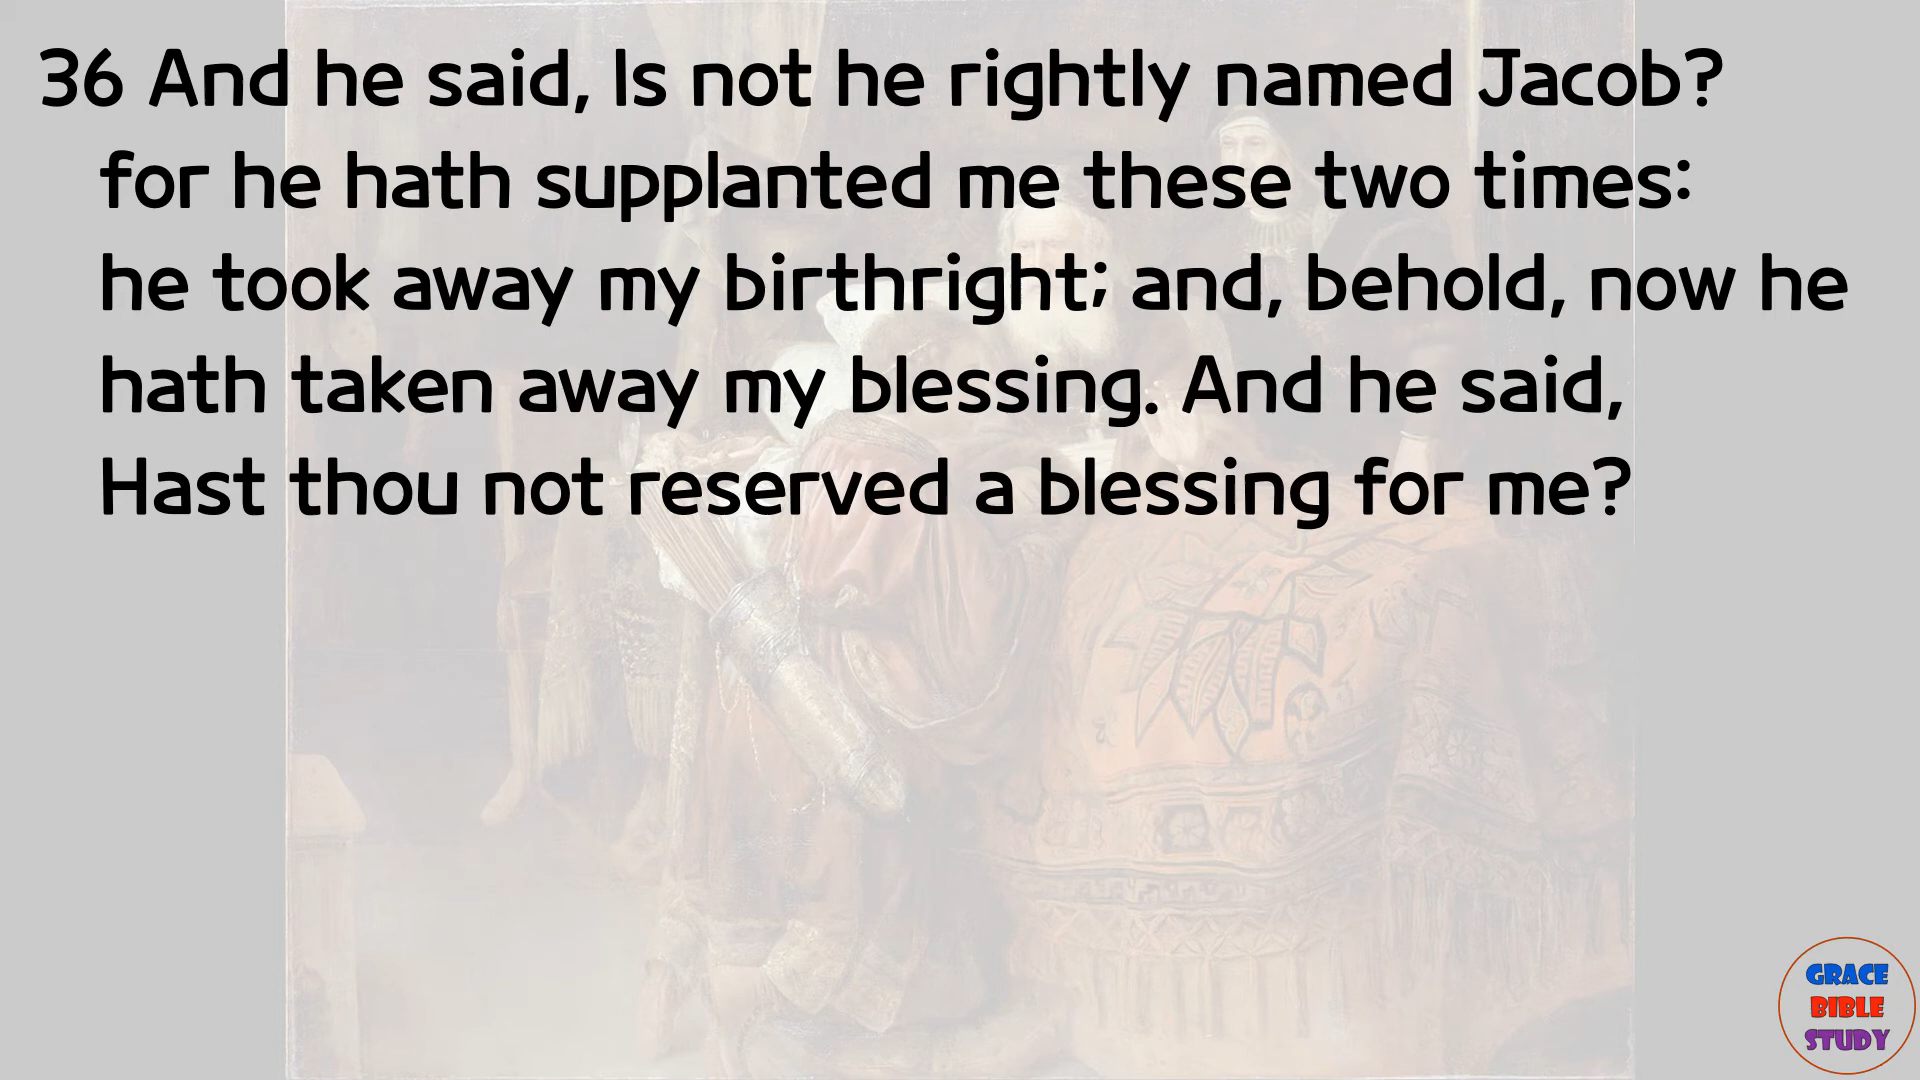 36 And he said, Is not he rightly named Jacob?
for he hath supplanted me these two times:
he took away my birthright; and, behold, now he
hath taken away my blessing. And he said,
Hast thou not reserved a blessing for me?
GRACE
BIBLE
STUDY